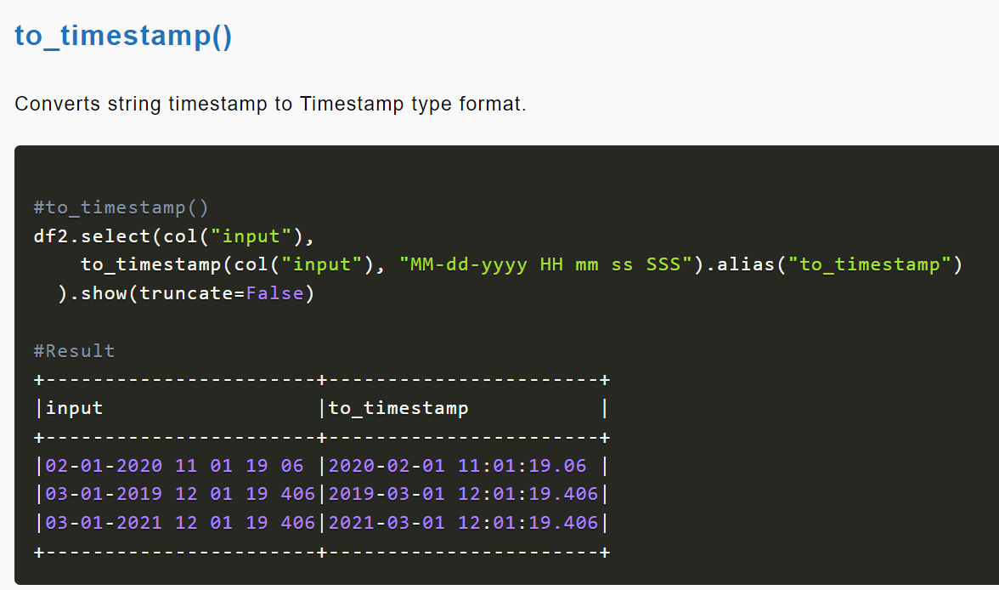 to_timestamp()
Converts string timestamp to Timestamp type format.
#to_timestamp()
df2.select(col("input"),
    to_timestamp(col("input"), "MM-dd-yyyy HH mm ss SSS").alias("to_timestamp")
  ).show(truncate=False)
#Result
+-----------------------+-----------------------+
|input                  |to_timestamp           |
+-----------------------+-----------------------+
|02-01-2020 11 01 19 06 |2020-02-01 11:01:19.06 |
|03-01-2019 12 01 19 406|2019-03-01 12:01:19.406|
|03-01-2021 12 01 19 406|2021-03-01 12:01:19.406|
+-----------------------+-----------------------+